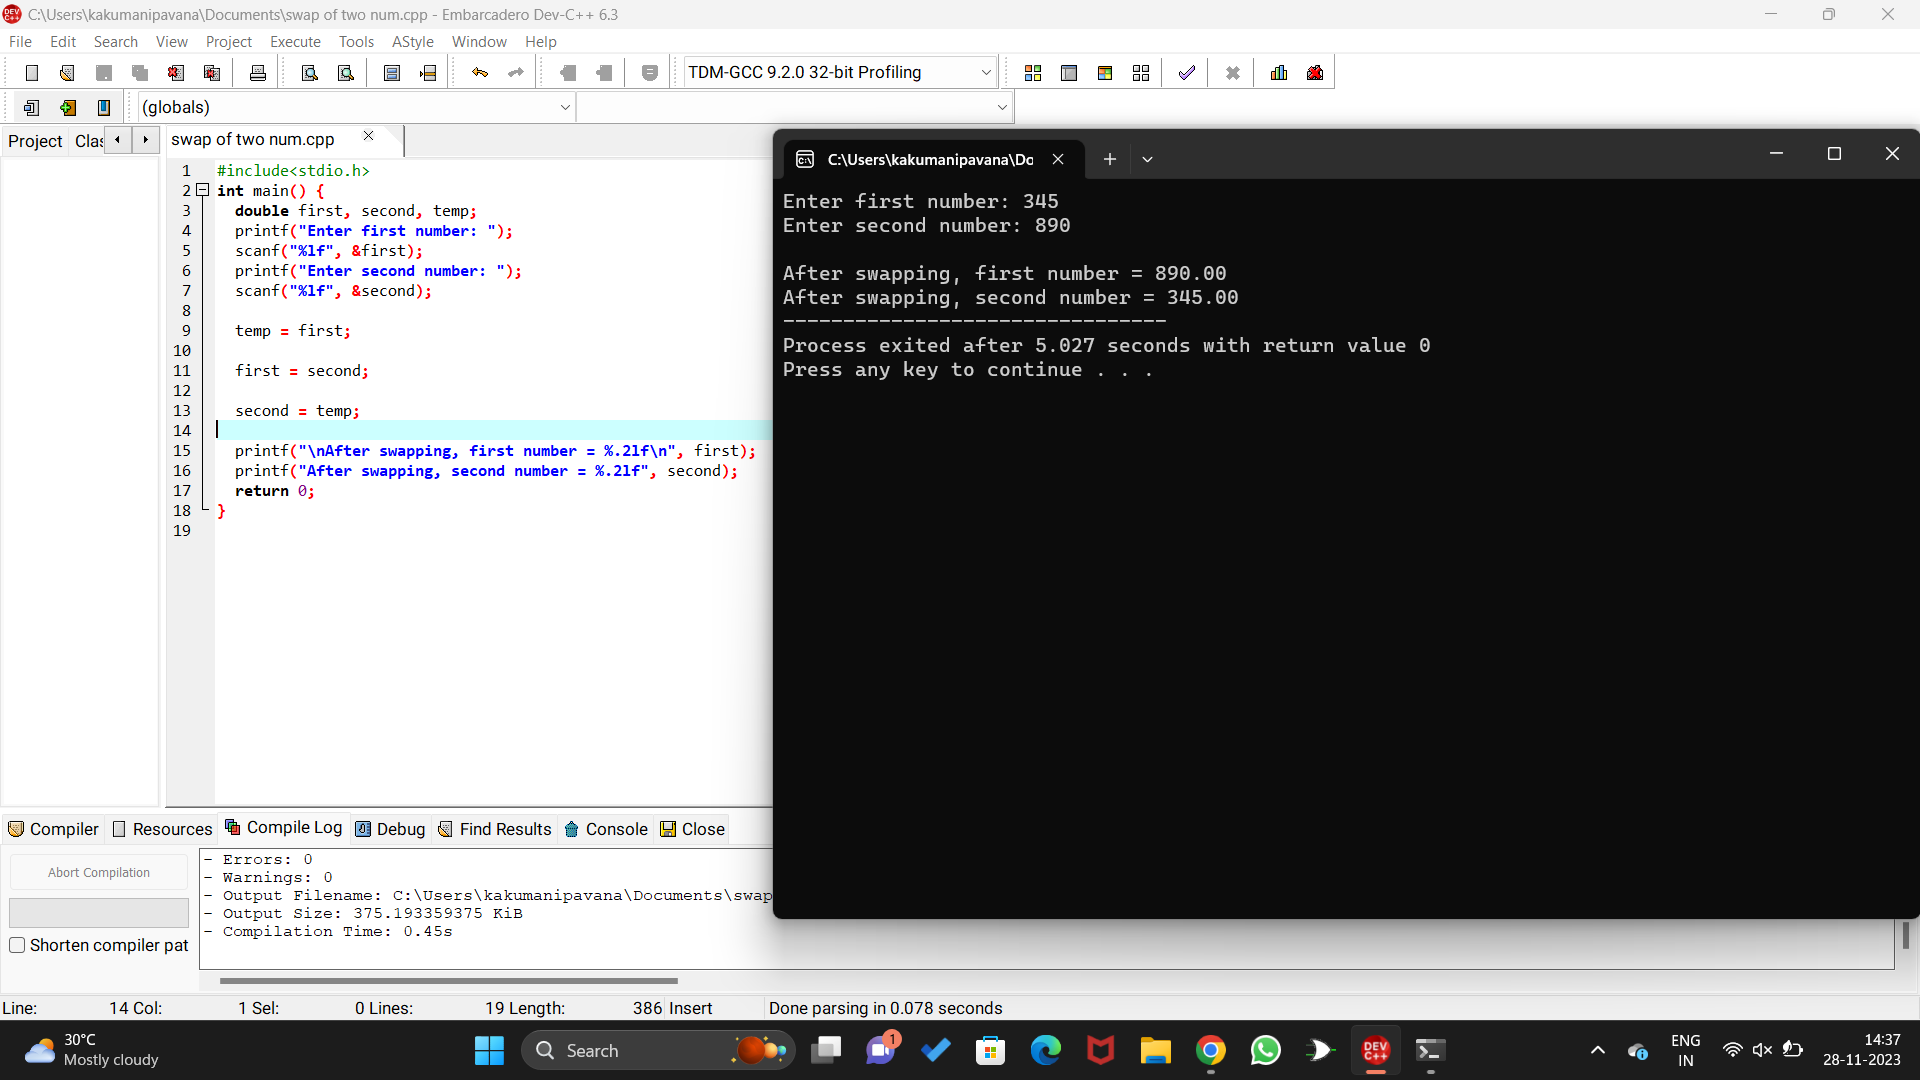 C:\Users\kakumanipavana\Documents\swap of two num.cpp - Embarcadero Dev-C++ 6.3
File Edit Search View Project Execute Tools AStyle Window Help
TDM-GCC 9.2.0 32-bit Profiling
(globals)
Project Clas
swap of two num.cpp
1 #include<stdio.h>
2 int main() {
3 double first, second, temp;
4 printf("Enter first number: ");
5 scanf("%lf", &first);
6 printf("Enter second number: ");
7 scanf("%lf", &second);
8
9 temp = first;
10
11 first = second;
12
13 second = temp;
14
15 printf("\nAfter swapping, first number = %.2lf\n", first);
16 printf("After swapping, second number = %.2lf", second);
17 return 0;
18 }
19
C:\Users\kakumanipavana\Do
Enter first number: 345
Enter second number: 890
After swapping, first number = 890.00
After swapping, second number = 345.00
--------------------------------
Process exited after 5.027 seconds with return value 0
Press any key to continue . . .
Compiler Resources Compile Log Debug Find Results Console Close
Abort Compilation
Shorten compiler pat
- Errors: 0
- Warnings: 0
- Output Filename: C:\Users\kakumanipavana\Documents\swap
- Output Size: 375.193359375 KiB
- Compilation Time: 0.45s
Line: 14 Col: 1 Sel: 0 Lines: 19 Length: 386 Insert Done parsing in 0.078 seconds
30°C
Mostly cloudy
Search
1
DEV
C++
ENG
IN
14:37
28-11-2023